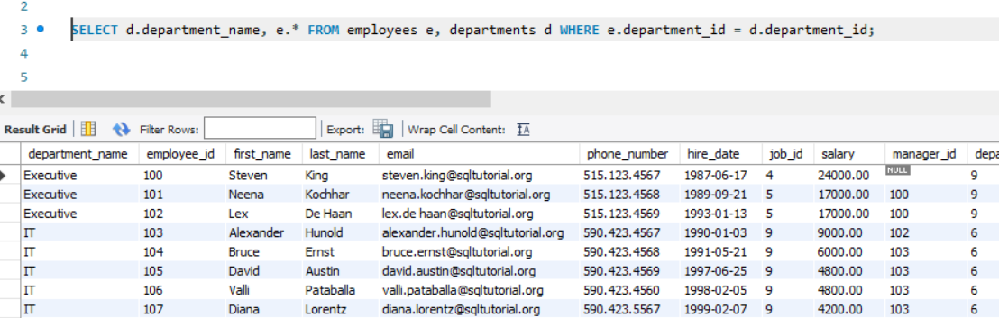 2
3 SELECT d.department_name, e.* FROM employees e, departments d WHERE e.department_id = d.department_id;
4
5
Result Grid Filter Rows: Export: Wrap Cell Content:
department_name employee_id first_name last_name email phone_number hire_date job_id salary manager_id depa
Executive 100 Steven King steven.king@sqltutorial.org 515.123.4567 1987-06-17 4 24000.00 NULL 9
Executive 101 Neena Kochhar neena.kochhar@sqltutorial.org 515.123.4568 1989-09-21 5 17000.00 100 9
Executive 102 Lex De Haan lex.de haan@sqltutorial.org 515.123.4569 1993-01-13 5 17000.00 100 9
IT 103 Alexander Hunold alexander.hunold@sqltutorial.org 590.423.4567 1990-01-03 9 9000.00 102 6
IT 104 Bruce Ernst bruce.ernst@sqltutorial.org 590.423.4568 1991-05-21 9 6000.00 103 6
IT 105 David Austin david.austin@sqltutorial.org 590.423.4569 1997-06-25 9 4800.00 103 6
IT 106 Valli Pataballa valli.pataballa@sqltutorial.org 590.423.4560 1998-02-05 9 4800.00 103 6
IT 107 Diana Lorentz diana.lorentz@sqltutorial.org 590.423.5567 1999-02-07 9 4200.00 103 6